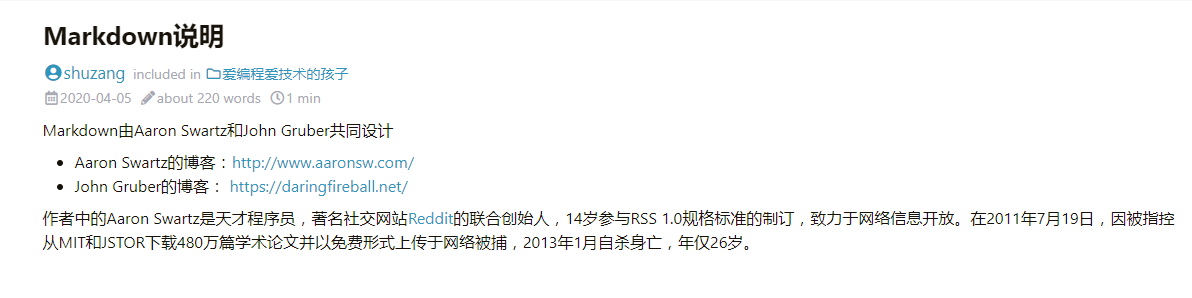 Markdown说明
shuzang included in 爱编程爱技术的孩子
2020-04-05 about 220 words 1 min
Markdown由Aaron Swartz和John Gruber共同设计
• Aaron Swartz的博客：http://www.aaronsw.com/
• John Gruber的博客： https://daringfireball.net/
作者中的Aaron Swartz是天才程序员，著名社交网站Reddit的联合创始人，14岁参与RSS 1.0规格标准的制订，致力于网络信息开放。在2011年7月19日，因被指控
从MIT和JSTOR下载480万篇学术论文并以免费形式上传于网络被捕，2013年1月自杀身亡，年仅26岁。